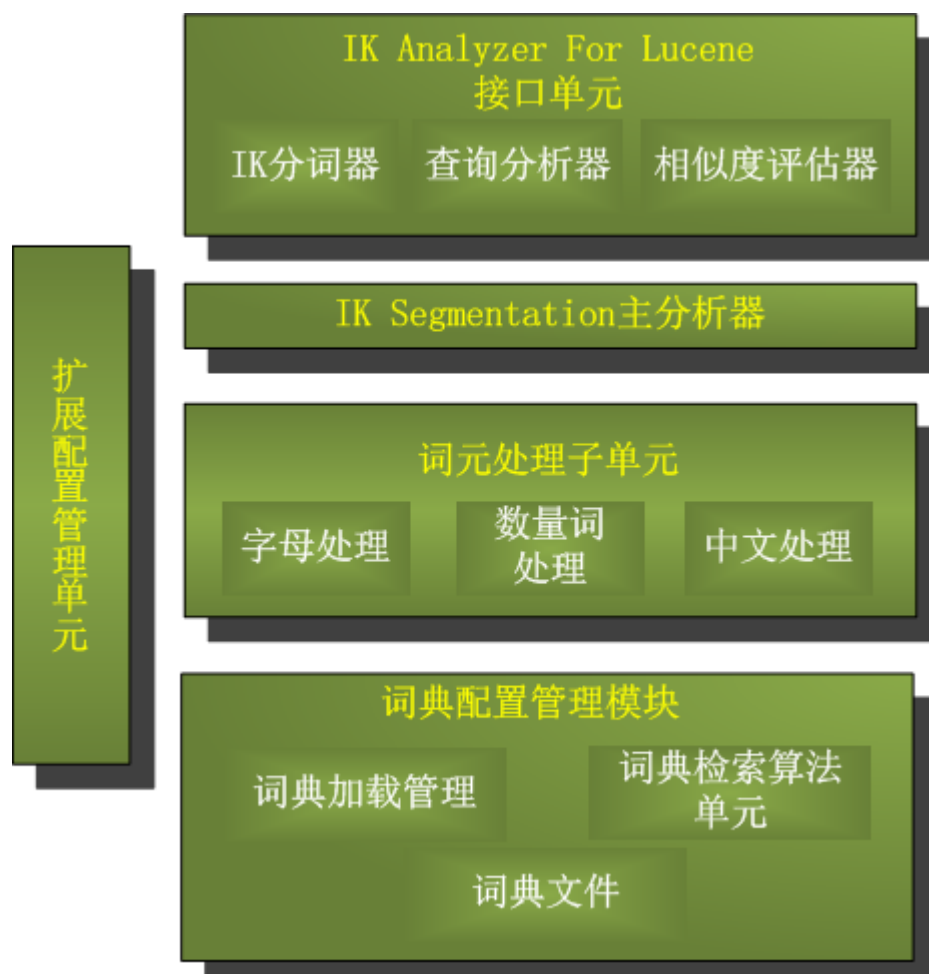 IK Analyzer For Lucene
接口单元
IK分词器 查询分析器 相似度评估器
扩展配置管理单元
IK Segmentation主分析器
词元处理子单元
字母处理
数量词
处理
中文处理
词典配置管理模块
词典加载管理
词典检索算法
单元
词典文件